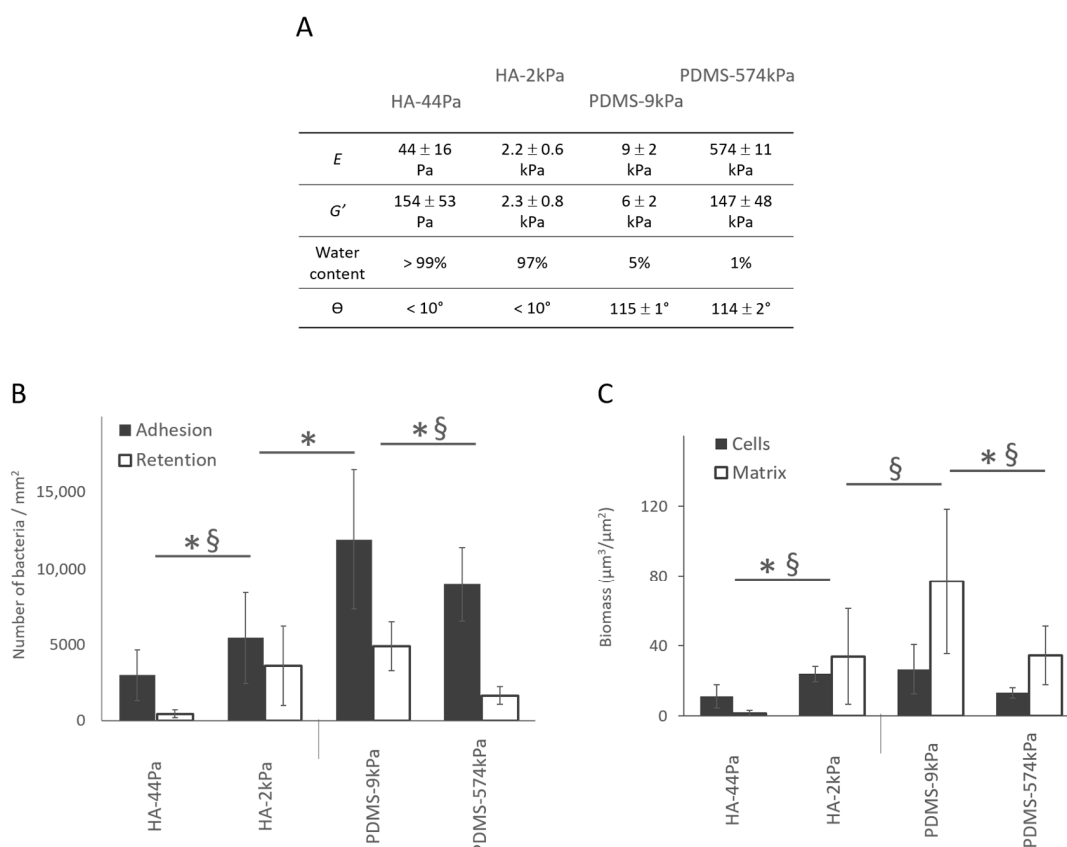 A
HA-44Pa
HA-2kPa
PDMS-9kPa
PDMS-574kPa
E
44 ± 16
Pa
2.2 ± 0.6
kPa
9 ± 2
kPa
574 ± 11
kPa
G’
154 ± 53
Pa
2.3 ± 0.8
kPa
6 ± 2
kPa
147 ± 48
kPa
Water
content
> 99%
97%
5%
1%
Ɵ
< 10°
< 10°
115 ± 1°
114 ± 2°
B
Adhesion
Retention
Number of bacteria / mm²
15,000
10,000
5000
0
* §
*
* §
HA-44Pa
HA-2kPa
PDMS-9kPa
PDMS-574kPa
C
Cells
Matrix
Biomass (µm³/µm²)
120
80
40
0
* §
§
* §
HA-44Pa
HA-2kPa
PDMS-9kPa
PDMS-574kPa